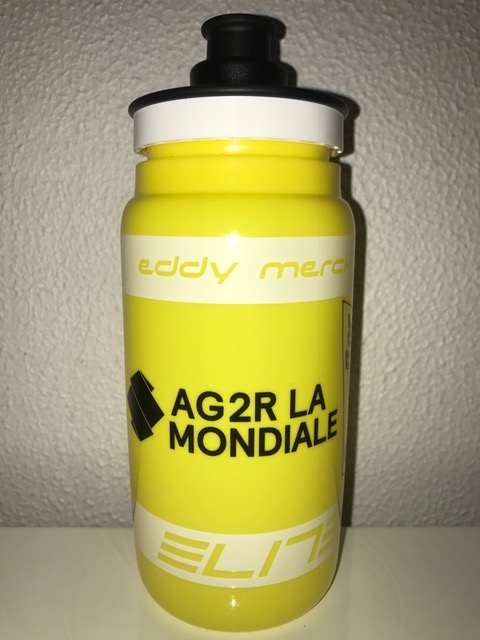 eddy merc
AG2R LA
MONDIALE
ELITE